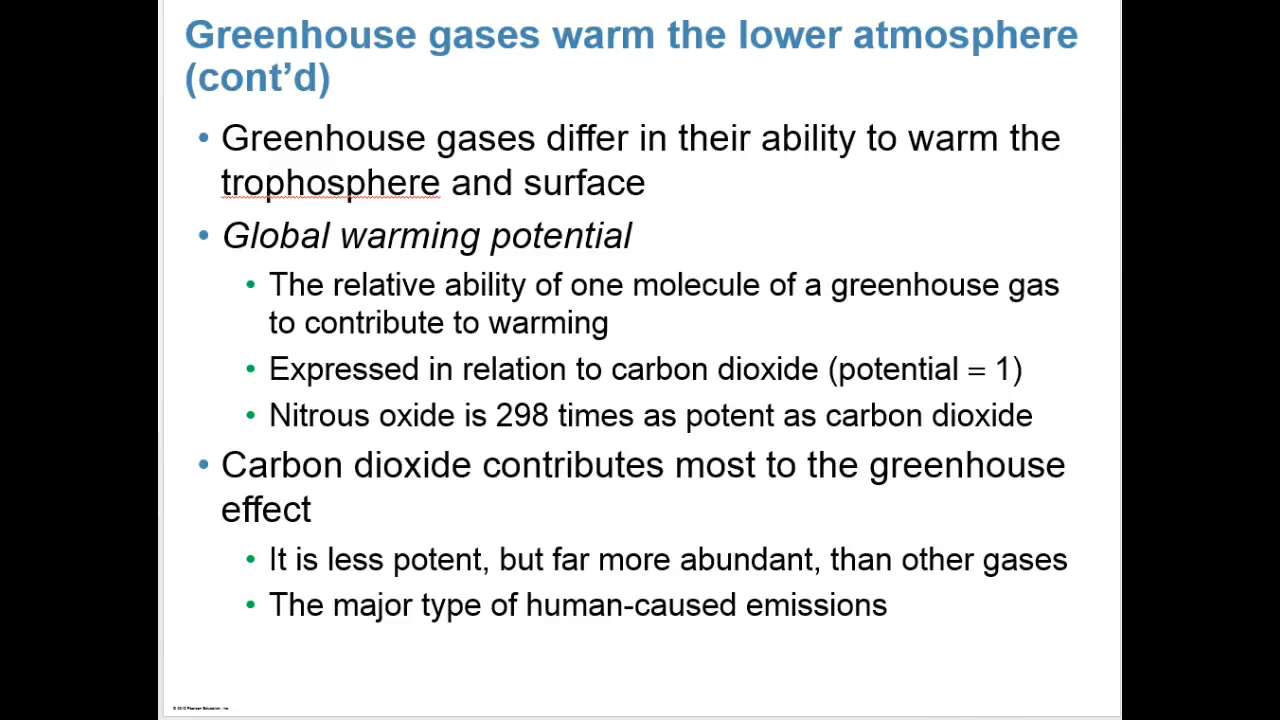 Greenhouse gases warm the lower atmosphere
(cont’d)
• Greenhouse gases differ in their ability to warm the
trophosphere and surface
• Global warming potential
• The relative ability of one molecule of a greenhouse gas
to contribute to warming
• Expressed in relation to carbon dioxide (potential = 1)
• Nitrous oxide is 298 times as potent as carbon dioxide
• Carbon dioxide contributes most to the greenhouse
effect
• It is less potent, but far more abundant, than other gases
• The major type of human-caused emissions
Pearson Education, Inc.